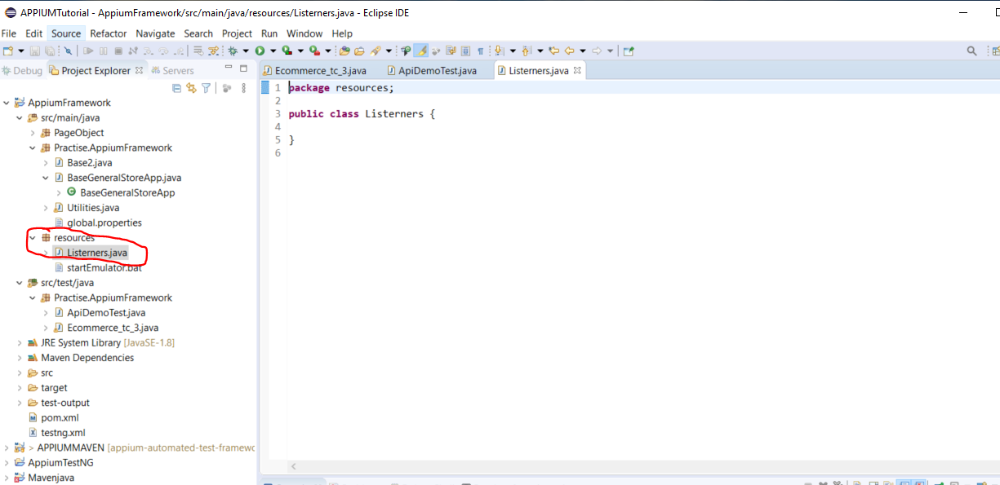 APPIUMTutorial - AppiumFramework/src/main/java/resources/Listerners.java - Eclipse IDE
File Edit Source Refactor Navigate Search Project Run Window Help
Debug Project Explorer Servers
Ecommerce_tc_3.java ApiDemoTest.java Listerners.java
AppiumFramework
src/main/java
PageObject
Practise.AppiumFramework
Base2.java
BaseGeneralStoreApp.java
BaseGeneralStoreApp
Utilities.java
global.properties
resources
Listerners.java
startEmulator.bat
src/test/java
Practise.AppiumFramework
ApiDemoTest.java
Ecommerce_tc_3.java
JRE System Library [JavaSE-1.8]
Maven Dependencies
src
target
test-output
pom.xml
testng.xml
> APPIUMMAVEN [appium-automated-test-framewo
AppiumTestNG
Mavenjava
1 package resources;
2
3 public class Listerners {
4
5 }
6